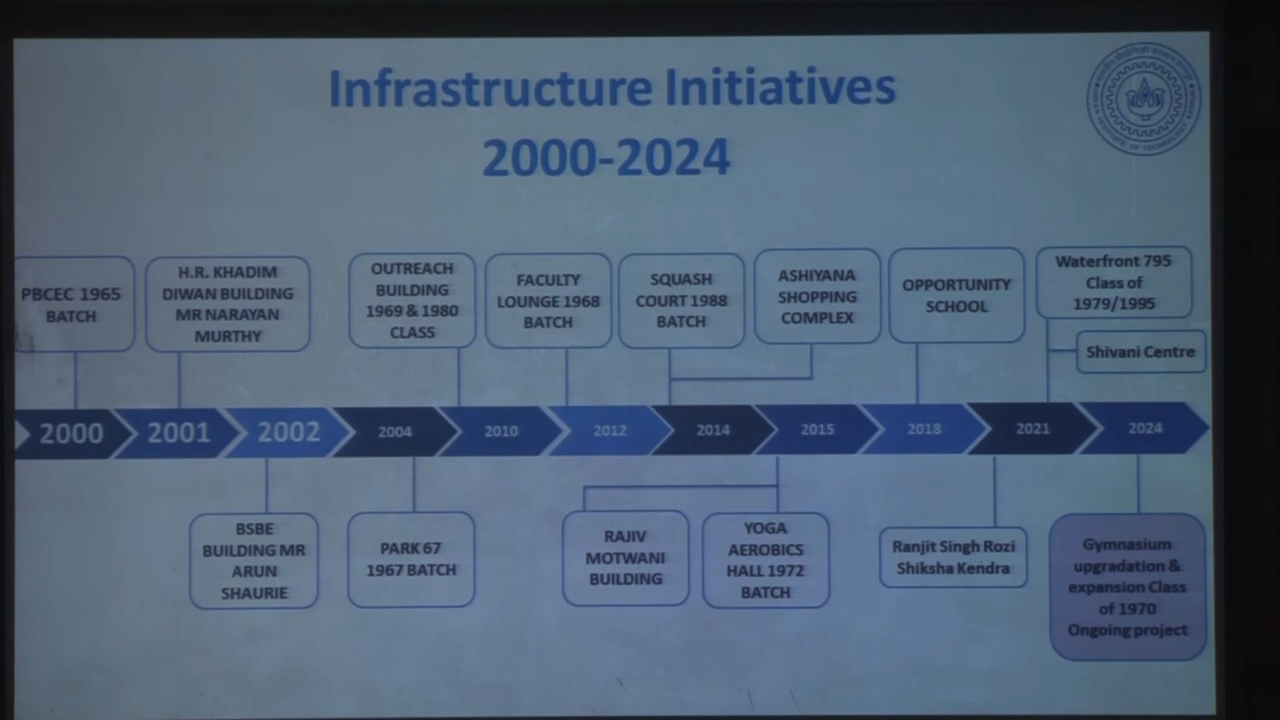 Infrastructure Initiatives
2000-2024
PBCEC 1965
BATCH
H.R. KHADIM
DIWAN BUILDING
MR NARAYAN
MURTHY
OUTREACH
BUILDING
1969 & 1980
CLASS
FACULTY
LOUNGE 1968
BATCH
SQUASH
COURT 1988
BATCH
ASHIYANA
SHOPPING
COMPLEX
OPPORTUNITY
SCHOOL
Waterfront 795
Class of
1979/1995
Shivani Centre
2000
2001
2002
2004
2010
2012
2014
2015
2018
2021
2024
BSBE
BUILDING MR
ARUN
SHAURIE
PARK 67
1967 BATCH
RAJIV
MOTWANI
BUILDING
YOGA
AEROBICS
HALL 1972
BATCH
Ranjit Singh Rozi
Shiksha Kendra
Gymnasium
upgradation &
expansion Class
of 1970
Ongoing project